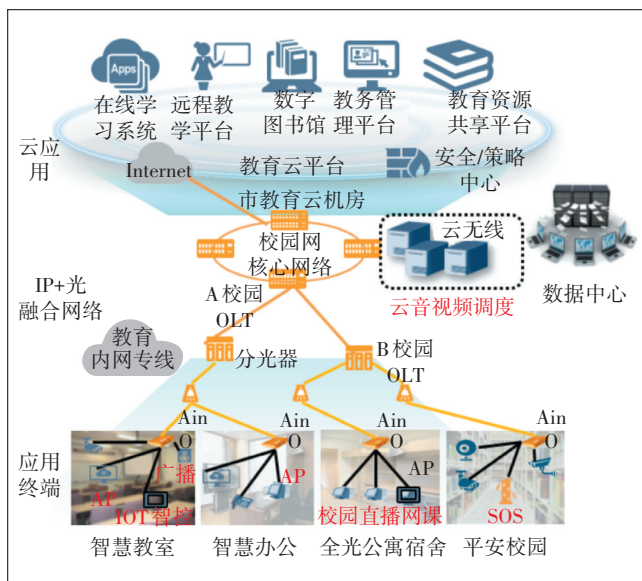 Apps
在线学
习系统
远程教
学平台
数字
图书馆
教务管
理平台
教育资源
共享平台
云应
用
Internet
教育云平台
安全/策略
中心
市教育云机房
校园网
核心网络
云无线
云音视频调度
数据中心
IP+光
融合网络
A校园
OLT
教育
内网专线
分光器
B校园
OLT
Ain
O
Ain
O
Ain
O
Ain
O
应用
终端
广播
AP
IOT智控
AP
AP
校园直播网课
SOS
智慧教室
智慧办公
全光公寓宿舍
平安校园